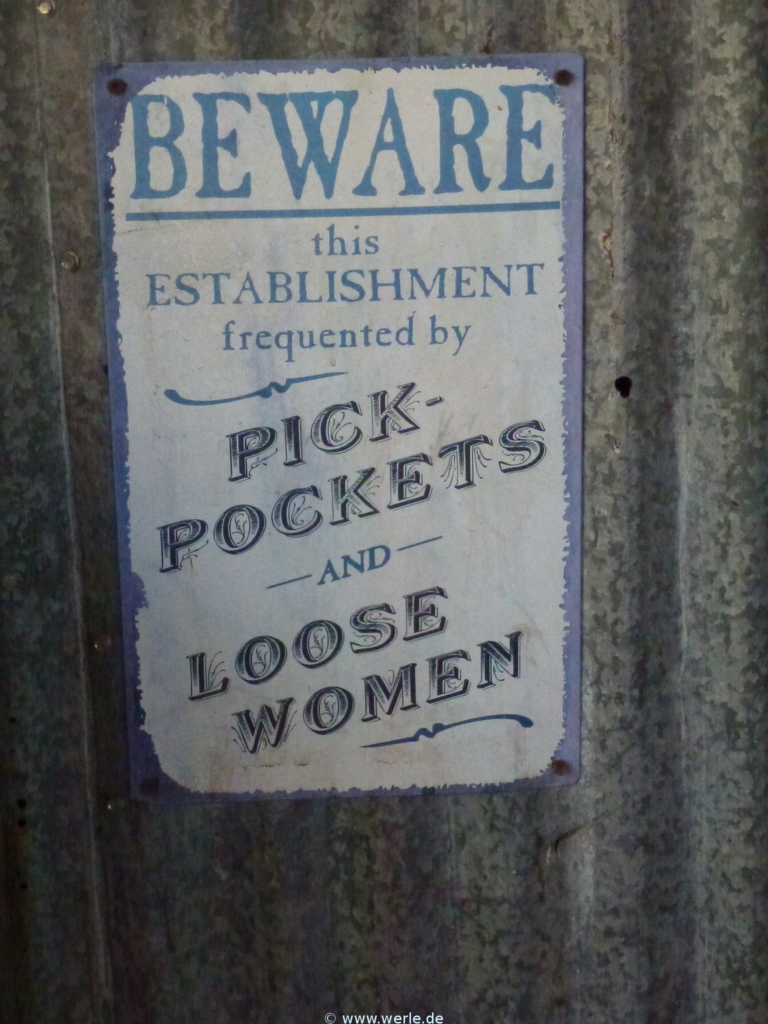 BEWARE
this
ESTABLISHMENT
frequented by
PICK-
POCKETS
AND
LOOSE
WOMEN
© www.werle.de